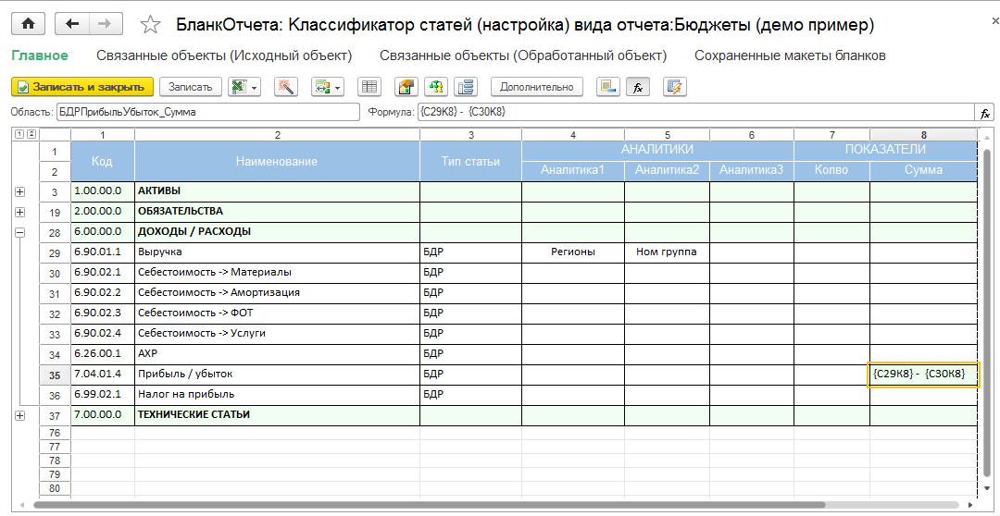 БланкОтчета: Классификатор статей (настройка) вида отчета:Бюджеты (демо пример)
Главное Связанные объекты (Исходный объект) Связанные объекты (Обработанный объект) Сохраненные макеты бланков
Записать и закрыть Записать Дополнительно fx
Область: БДРПрибыльУбыток_Сумма Формула: {C29K8} - {C30K8} fx
1 2 1 2 3 4 5 6 7 8
1 Код Наименование Тип статьи АНАЛИТИКИ ПОКАЗАТЕЛИ
2 Аналитика1 Аналитика2 Аналитика3 Колво Сумма
3 1.00.00.0 АКТИВЫ
19 2.00.00.0 ОБЯЗАТЕЛЬСТВА
28 6.00.00.0 ДОХОДЫ / РАСХОДЫ
29 6.90.01.1 Выручка БДР Регионы Ном группа
30 6.90.02.1 Себестоимость -> Материалы БДР
31 6.90.02.2 Себестоимость -> Амортизация БДР
32 6.90.02.3 Себестоимость -> ФОТ БДР
33 6.90.02.4 Себестоимость -> Услуги БДР
34 6.26.00.1 АХР БДР
35 7.04.01.4 Прибыль / убыток БДР {C29K8} - {C30K8}
36 6.99.02.1 Налог на прибыль БДР
37 7.00.00.0 ТЕХНИЧЕСКИЕ СТАТЬИ
76
77
78
79
80